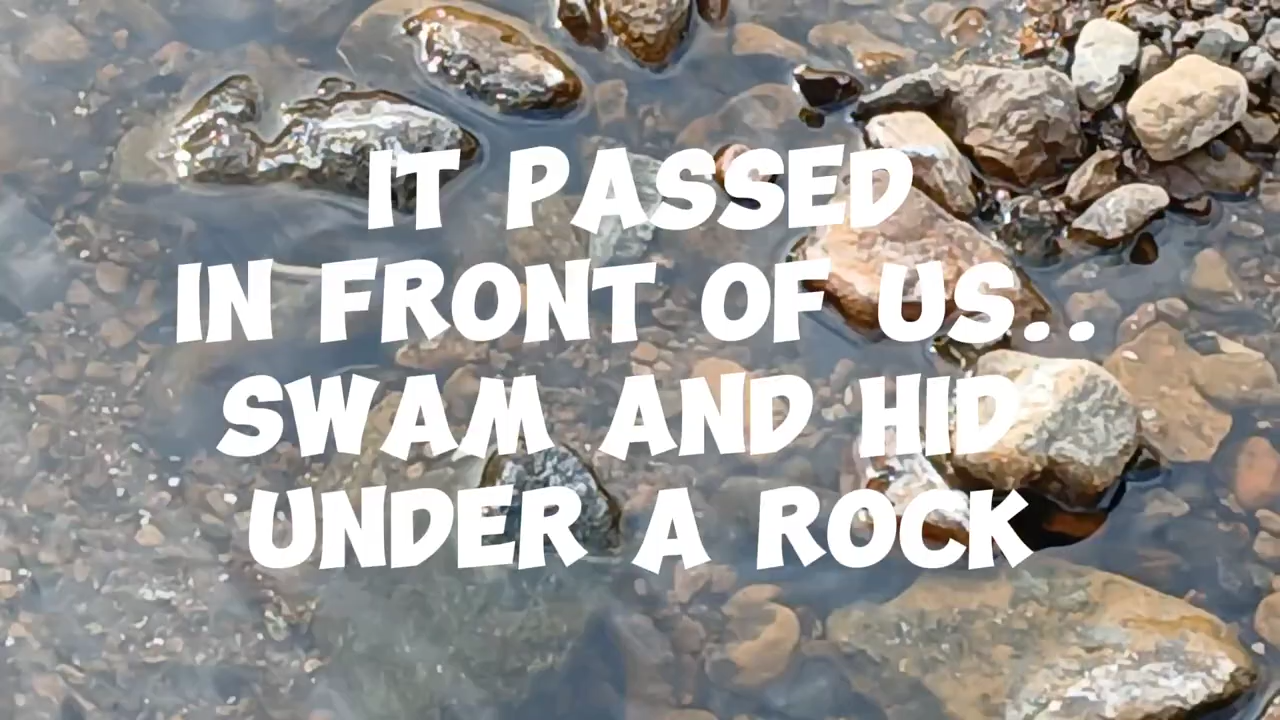 IT PASSED
IN FRONT OF US..
SWAM AND HID
UNDER A ROCK